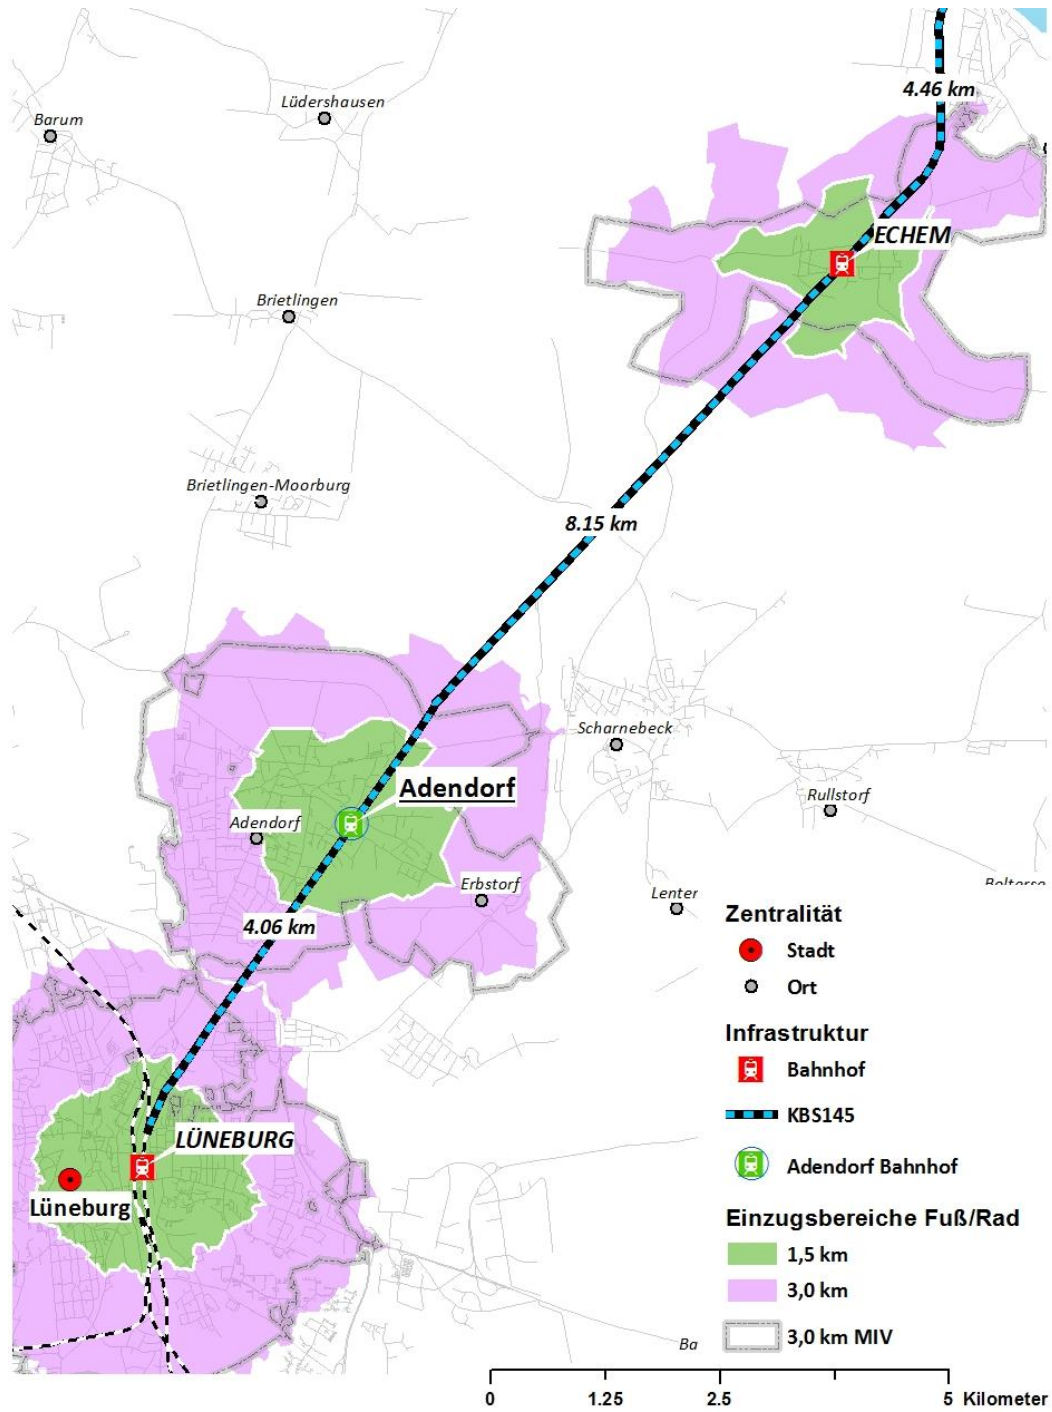 4.46 km
Lüdershausen
Barum
ECHEM
Brietlingen
Brietlingen-Moorburg
8.15 km
Scharnebeck
Adendorf
Rullstorf
Adendorf
Erbstorf
Lenter
4.06 km
LÜNEBURG
Lüneburg
Zentralität
Stadt
Ort
Infrastruktur
Bahnhof
KBS145
Adendorf Bahnhof
Einzugsbereiche Fuß/Rad
1,5 km
3,0 km
3,0 km MIV
Ba
0 1.25 2.5 5 Kilometer